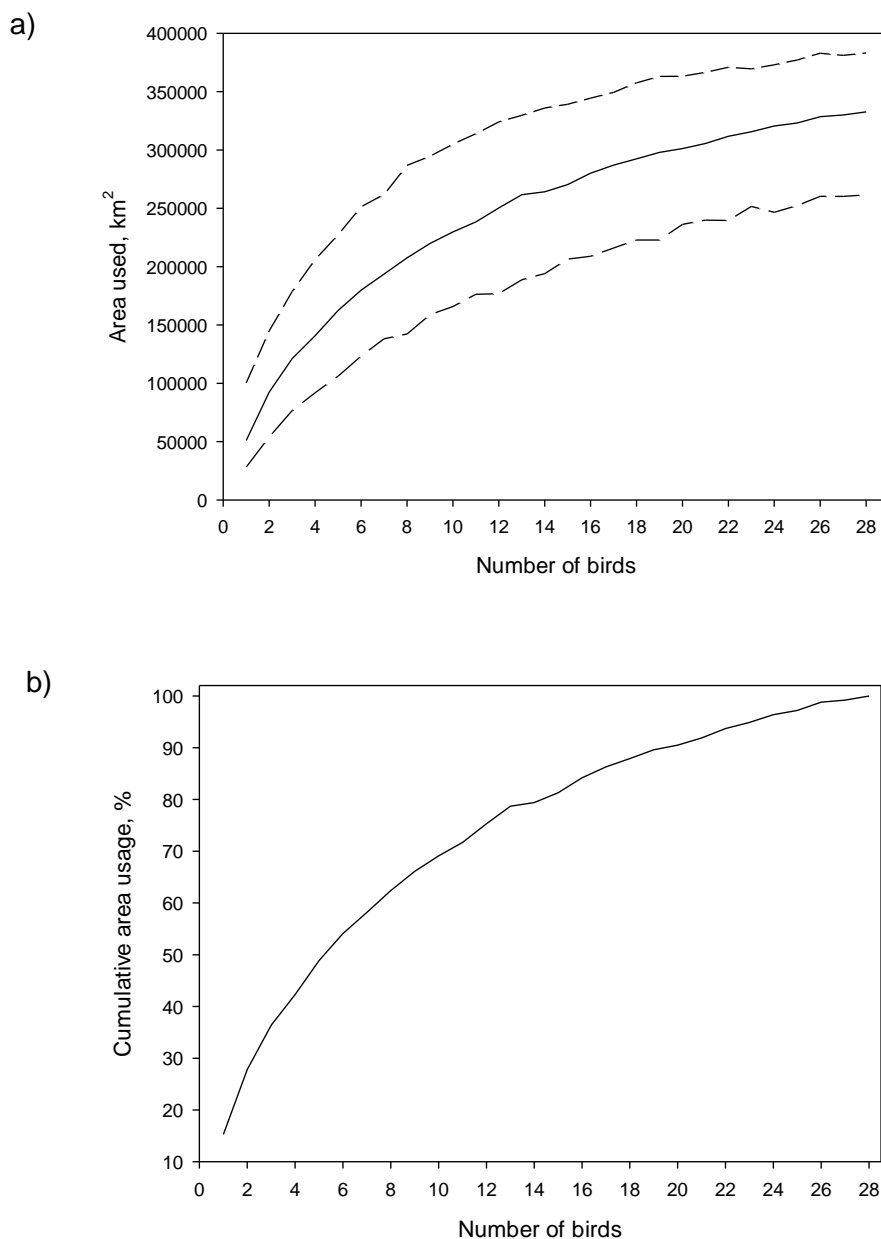 a)
400000
350000
300000
250000
200000
150000
100000
50000
0
Area used, km²
0 2 4 6 8 10 12 14 16 18 20 22 24 26 28
Number of birds
b)
100
90
80
70
60
50
40
30
20
10
Cumulative area usage, %
0 2 4 6 8 10 12 14 16 18 20 22 24 26 28
Number of birds